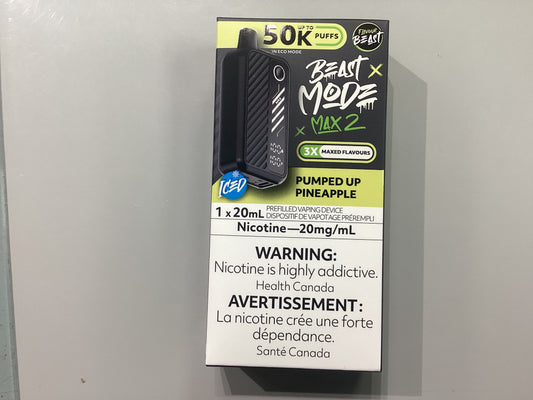 UP TO
50K PUFFS
IN ECO MODE
Flavour
BEAST
BEAST
MODE
MAX 2
3X MAXED FLAVOURS
100
100
ICED
PUMPED UP
PINEAPPLE
1 x 20mL PREFILLED VAPING DEVICE
DISPOSITIF DE VAPOTAGE PRÉREMPLI
Nicotine—20mg/mL
WARNING:
Nicotine is highly addictive.
Health Canada
AVERTISSEMENT:
La nicotine crée une forte
dépendance.
Santé Canada